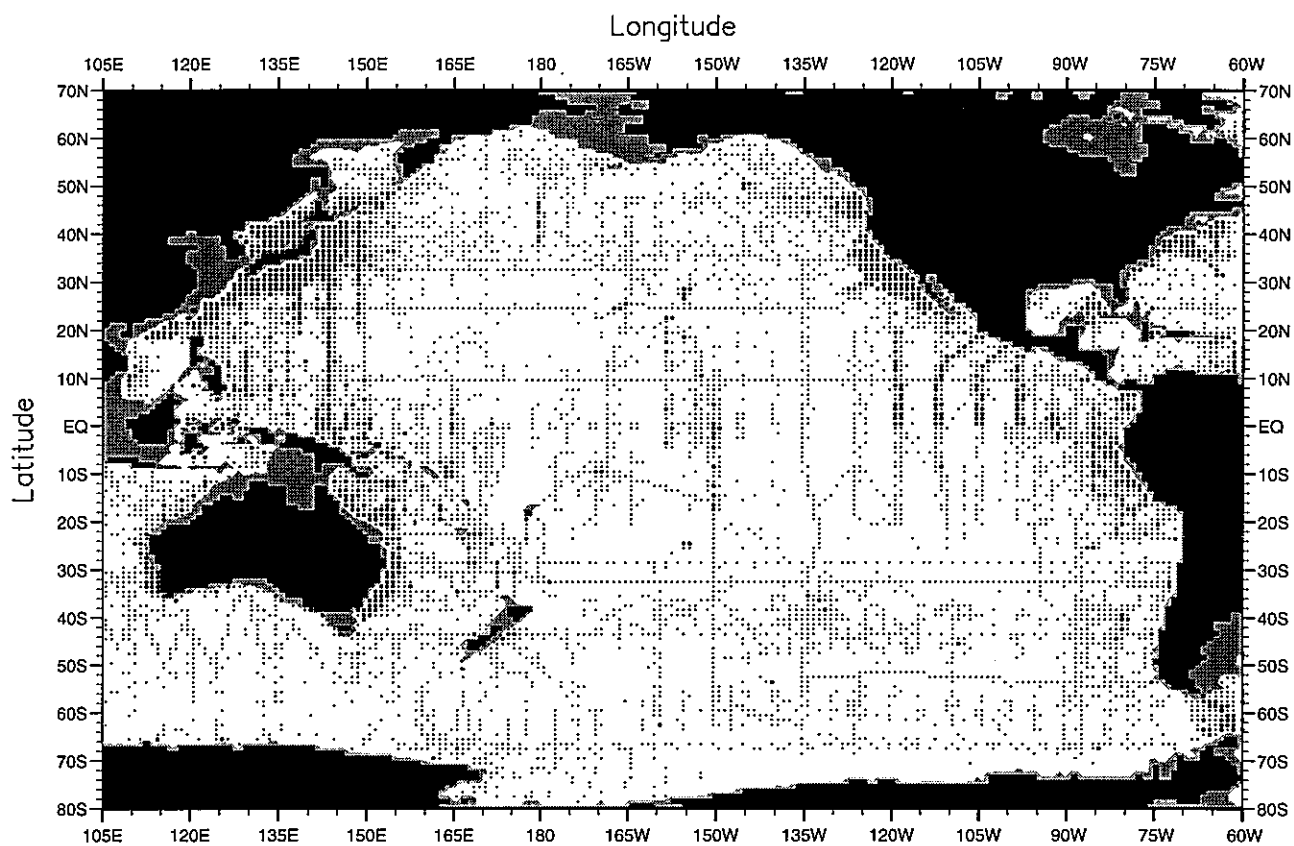 Longitude
105E 120E 135E 150E 165E 180 165W 150W 135W 120W 105W 90W 75W 60W
70N 70N
60N 60N
50N 50N
40N 40N
30N 30N
20N 20N
10N 10N
Latitude
EQ EQ
10S 10S
20S 20S
30S 30S
40S 40S
50S 50S
60S 60S
70S 70S
80S 80S
105E 120E 135E 150E 165E 180 165W 150W 135W 120W 105W 90W 75W 60W